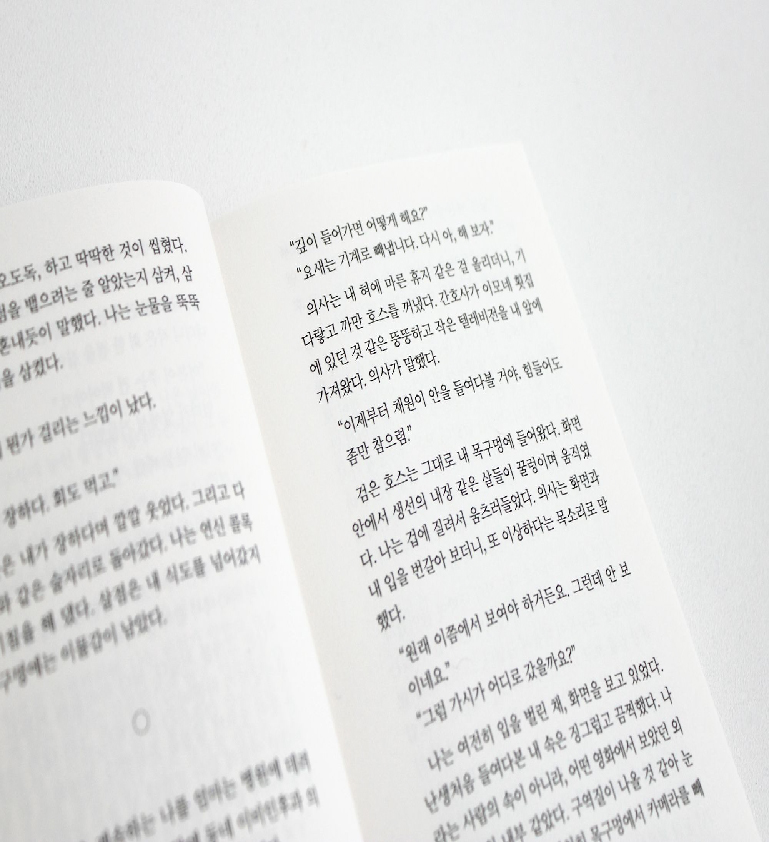 오도독, 하고 딱딱한 것이 씹혔다.
을 뱉으려는 줄 알았는지 삼켜, 삼
혼내듯이 말했다. 나는 눈물을 뚝뚝
을 삼켰다.
뭔가 걸리는 느낌이 났다.
장하다. 회도 먹고."
은 내가 장하다며 깔깔 웃었다. 그리고 다
와 같은 술자리로 돌아갔다. 나는 연신 콜록
기침을 해 댔다. 살점은 내 식도를 넘어갔지
구멍에는 이물감이 남았다.
나를 엄마는 병원에 데려
동네 이비인후과 의
"깊이 들어가면 어떻게 해요?"
"요새는 기계로 빼냅니다. 다시 아, 해 보자."
의사는 내 혀에 마른 휴지 같은 걸 올리더니, 기
다랗고 까만 호스를 꺼냈다. 간호사가 이모네 횟집
에 있던 것 같은 뚱뚱하고 작은 텔레비전을 내 앞에
가져왔다. 의사가 말했다.
"이제부터 채원이 안을 들여다볼 거야. 힘들어도
좀만 참으렴."
검은 호스는 그대로 내 목구멍에 들어왔다. 화면
안에서 생선의 내장 같은 살들이 꿀렁이며 움직였
다. 나는 겁에 질려서 움츠러들었다. 의사는 화면과
내 입을 번갈아 보더니, 또 이상하다는 목소리로 말
했다.
"원래 이쯤에서 보여야 하거든요. 그런데 안 보
이네요."
"그럼 가시가 어디로 갔을까요?"
나는 여전히 입을 벌린 채, 화면을 보고 있었다.
난생처음 들여다본 내 속은 징그럽고 끔찍했다. 나
라는 사람의 속이 아니라, 어떤 영화에서 보았던 외
내부 같았다. 구역질이 나올 것 같아 눈
목구멍에서 카메라를 빼